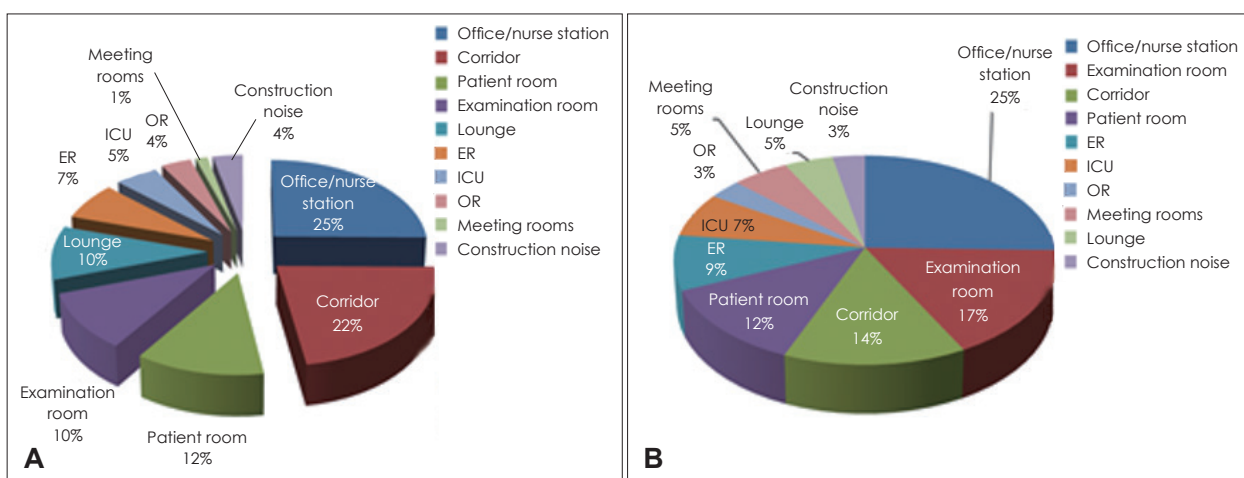 Meeting
rooms
1%
OR
4%
ICU
5%
ER
7%
Construction
noise
4%
Office/nurse
station
25%
Lounge
10%
Corridor
22%
Examination
room
10%
Patient room
12%
A
Office/nurse station
Corridor
Patient room
Examination room
Lounge
ER
ICU
OR
Meeting rooms
Construction noise
Office/nurse
station
25%
Construction
noise
3%
Meeting
rooms
5%
Lounge
5%
OR
3%
ICU 7%
ER
9%
Examination
room
17%
Patient room
12%
Corridor
14%
B
Office/nurse station
Examination room
Corridor
Patient room
ER
ICU
OR
Meeting rooms
Lounge
Construction noise